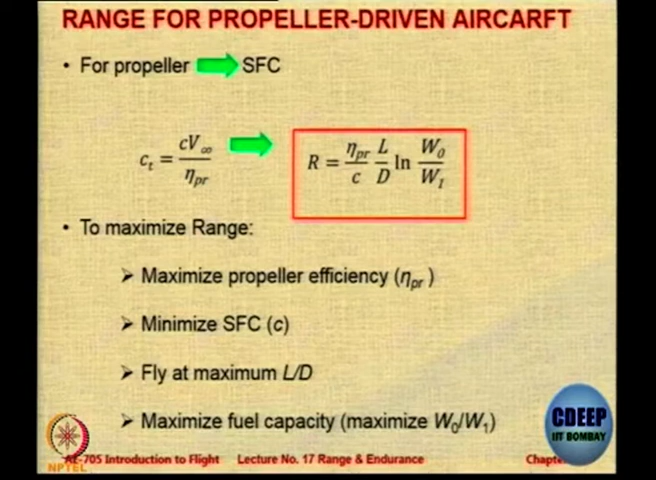 RANGE FOR PROPELLER-DRIVEN AIRCARFT
• For propeller SFC
c_t = cV_∞ / η_pr
R = η_pr / c L / D ln W_0 / W_1
• To maximize Range:
➢ Maximize propeller efficiency (η_pr )
➢ Minimize SFC (c)
➢ Fly at maximum L/D
➢ Maximize fuel capacity (maximize W_0/W_1)
CDEEP
IIT BOMBAY
AE-705 Introduction to Flight Lecture No. 17 Range & Endurance
NPTEL